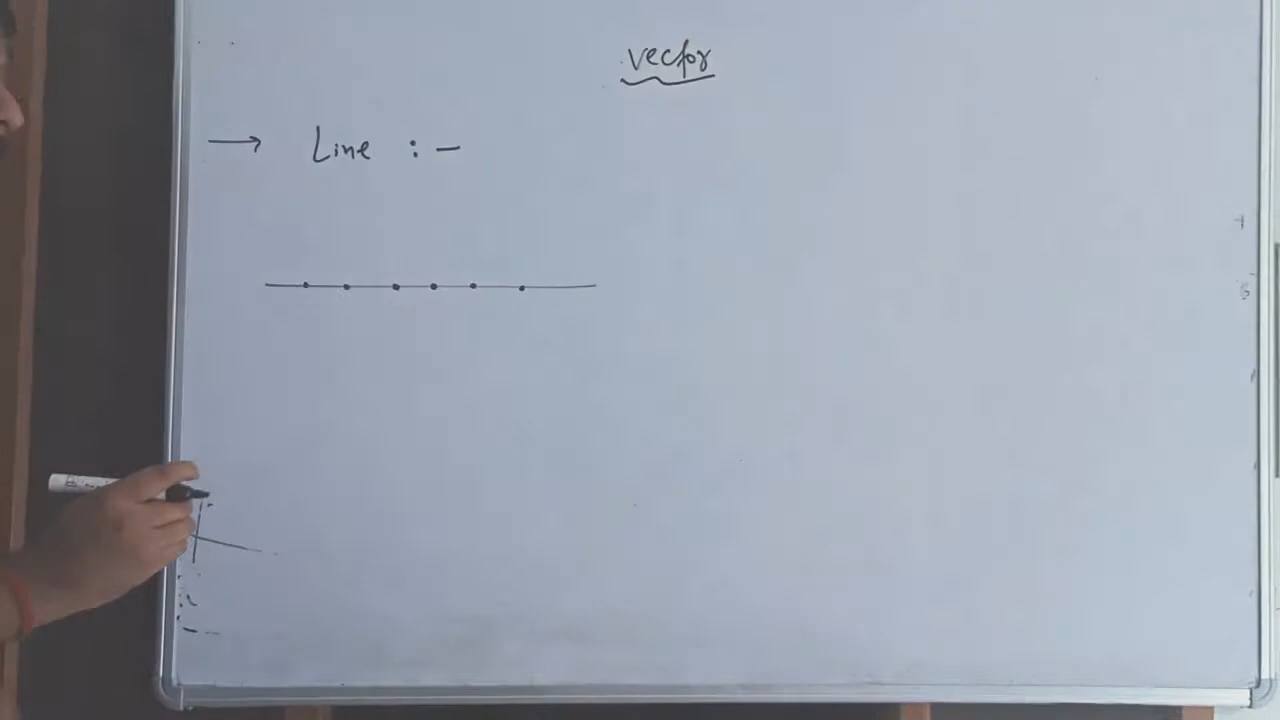 vector
→ Line : -